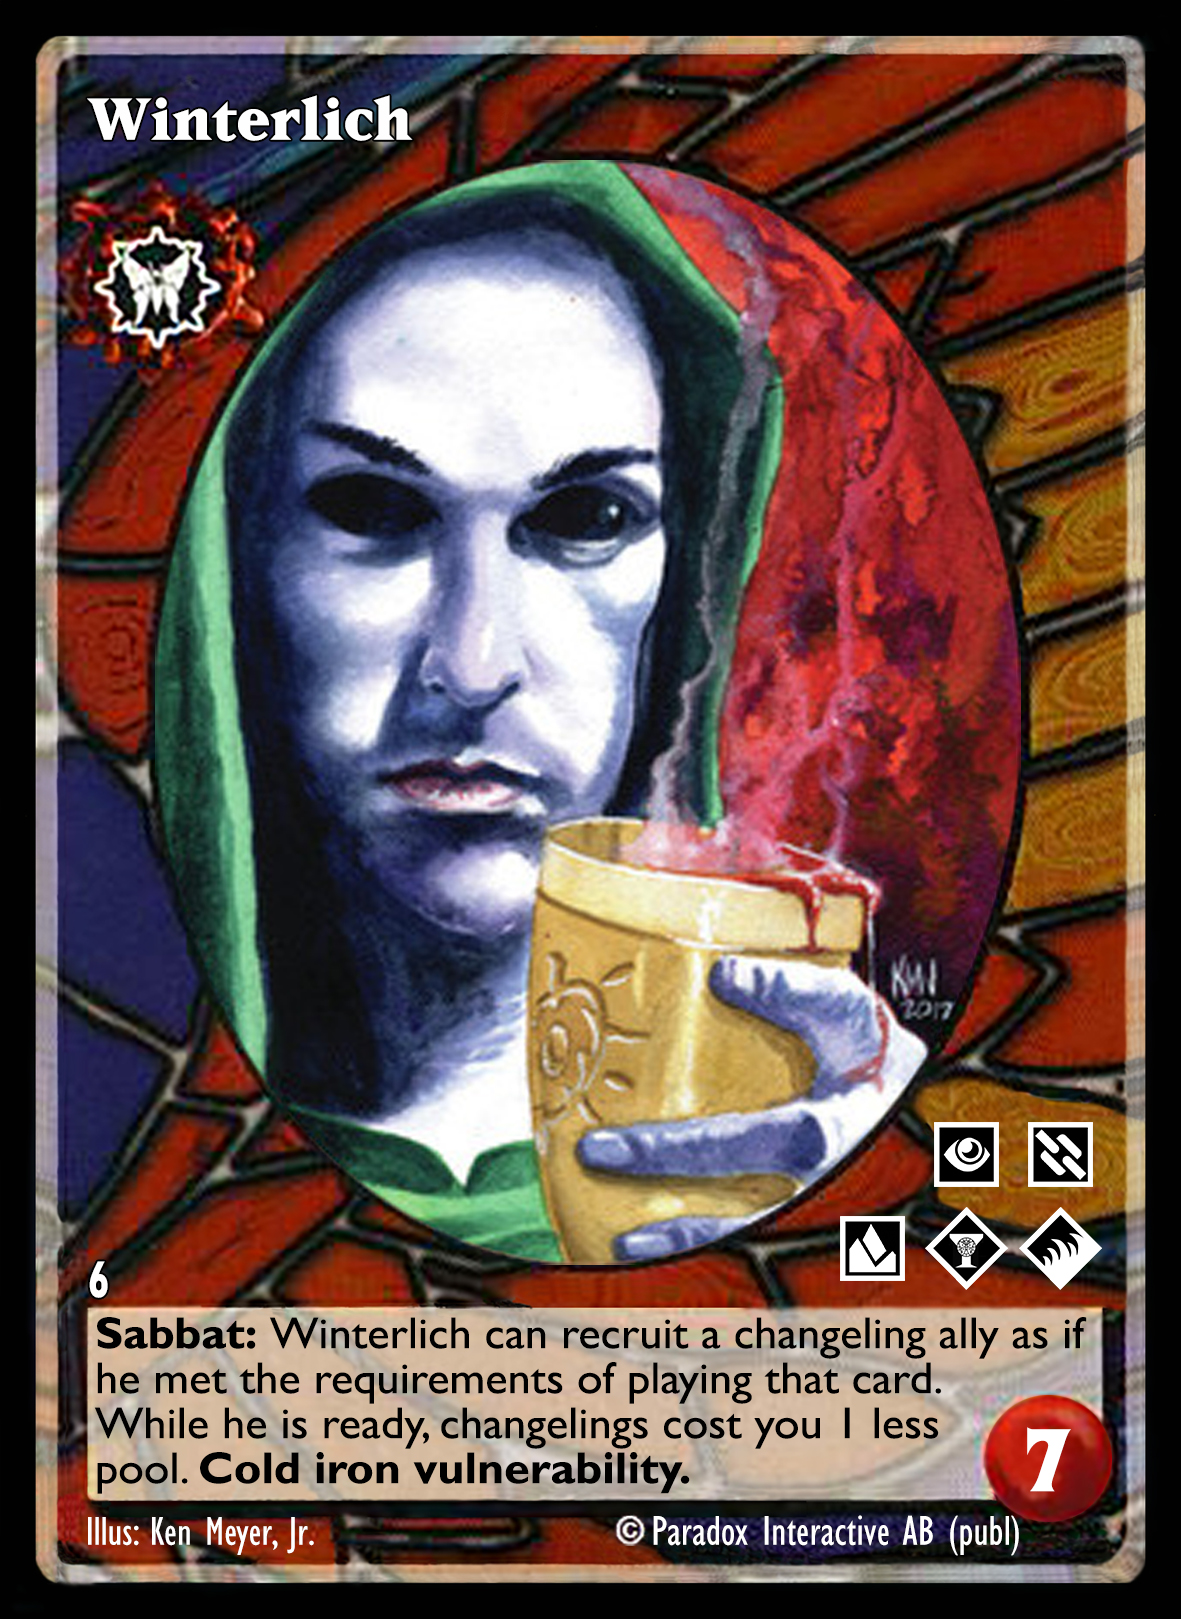 Winterlich
KMJ
2017
6
Sabbat: Winterlich can recruit a changeling ally as if
he met the requirements of playing that card.
While he is ready, changelings cost you 1 less
pool. Cold iron vulnerability.
7
Illus: Ken Meyer, Jr.
© Paradox Interactive AB (publ)